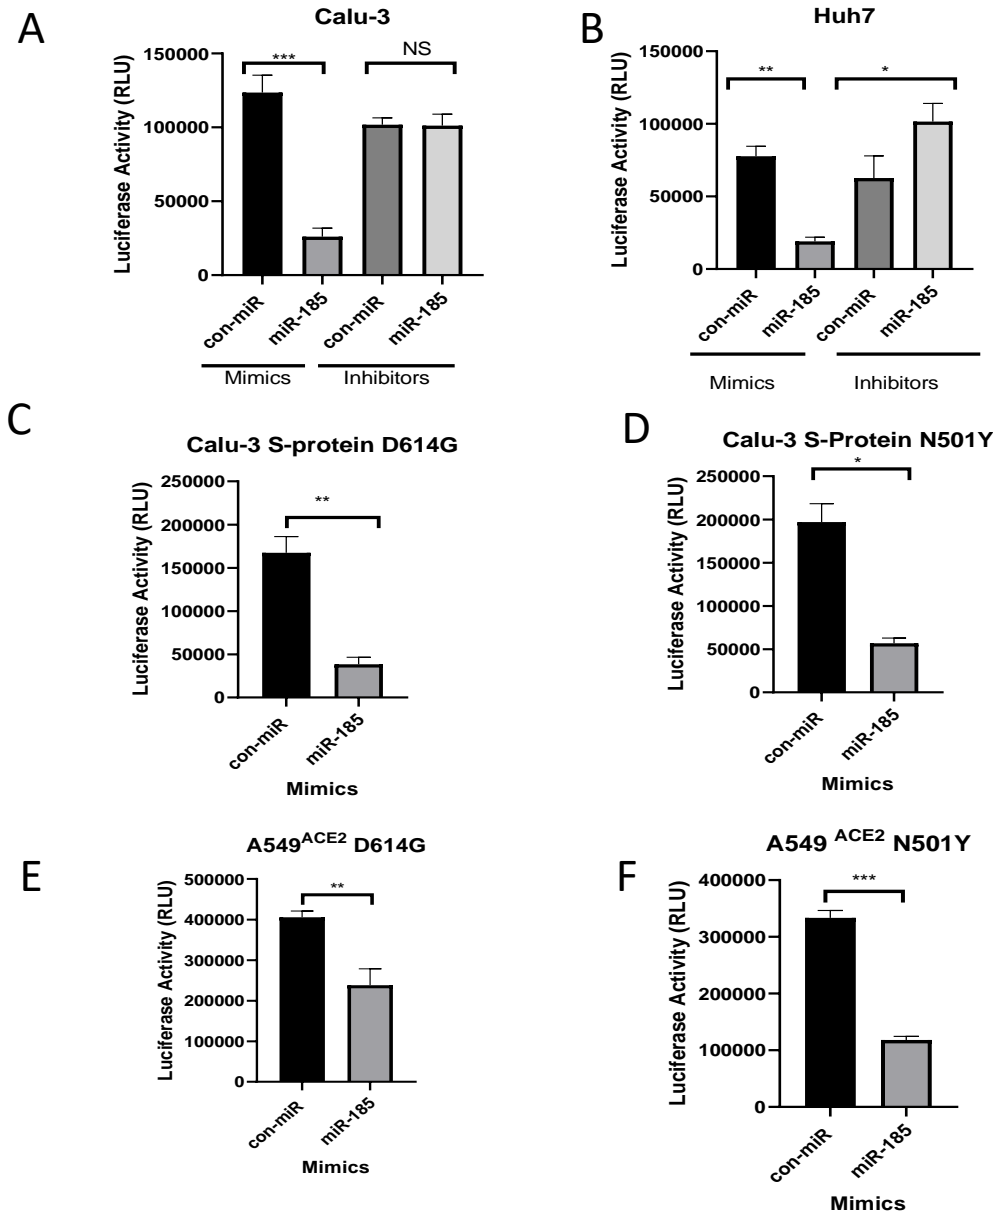 A
Calu-3
Luciferase Activity (RLU)
150000
100000
50000
0
***
NS
con-miR
miR-185
con-miR
miR-185
Mimics
Inhibitors
B
Huh7
Luciferase Activity (RLU)
150000
100000
50000
0
**
*
con-miR
miR-185
con-miR
miR-185
Mimics
Inhibitors
C
Calu-3 S-protein D614G
Luciferase Activity (RLU)
250000
200000
150000
100000
50000
0
**
con-miR
miR-185
Mimics
D
Calu-3 S-Protein N501Y
Luciferase Activity (RLU)
250000
200000
150000
100000
50000
0
*
con-miR
miR-185
Mimics
E
A549ACE2 D614G
Luciferase Activity (RLU)
500000
400000
300000
200000
100000
0
**
con-miR
miR-185
Mimics
F
A549 ACE2 N501Y
Luciferase Activity (RLU)
400000
300000
200000
100000
0
***
con-miR
miR-185
Mimics